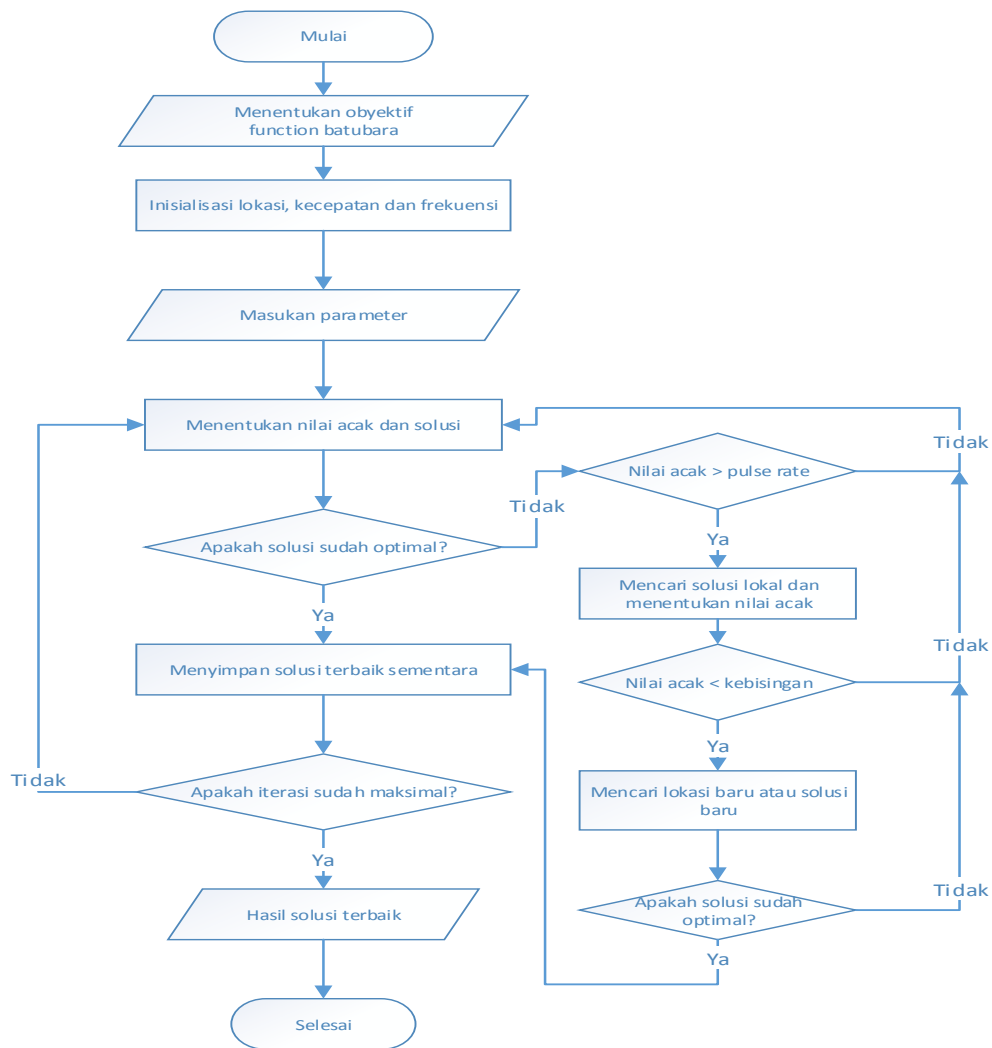 Mulai
Menentukan obyektif
function batubara
Inisialisasi lokasi, kecepatan dan frekuensi
Masukan parameter
Menentukan nilai acak dan solusi
Apakah solusi sudah optimal?
Tidak
Ya
Menyimpan solusi terbaik sementara
Apakah iterasi sudah maksimal?
Tidak
Ya
Hasil solusi terbaik
Selesai
Nilai acak > pulse rate
Tidak
Ya
Mencari solusi lokal dan
menentukan nilai acak
Nilai acak < kebisingan
Tidak
Ya
Mencari lokasi baru atau solusi
baru
Apakah solusi sudah
optimal?
Tidak
Ya